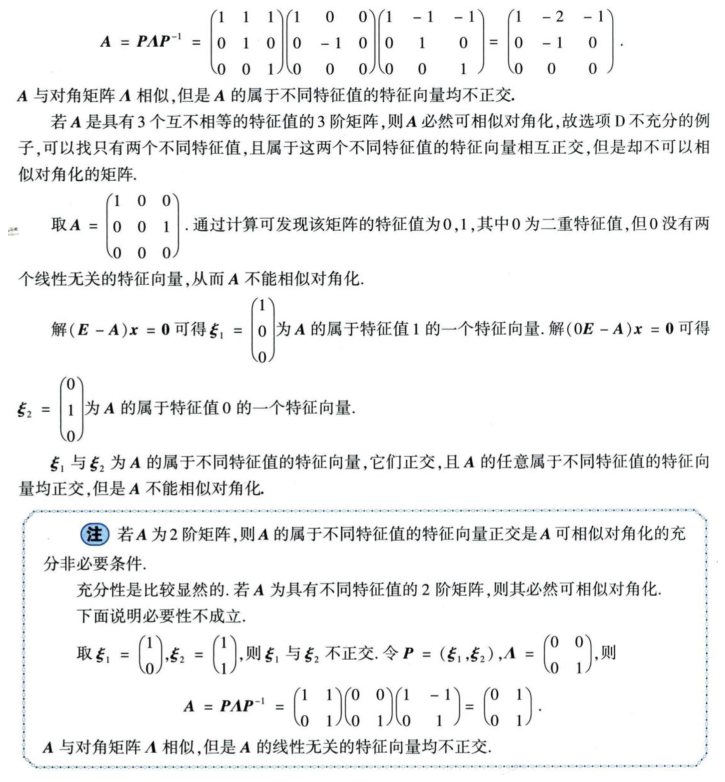 A = PΛP⁻¹ = (1 1 1; 0 1 0; 0 0 1)(1 0 0; 0 -1 0; 0 0 0)(1 -1 -1; 0 1 0; 0 0 1) = (1 -2 -1; 0 -1 0; 0 0 0).
A 与对角矩阵 Λ 相似,但是 A 的属于不同特征值的特征向量均不正交.
若 A 是具有3个互不相等的特征值的3阶矩阵,则 A 必然可相似对角化,故选项 D 不充分的例
子,可以找只有两个不同特征值,且属于这两个不同特征值的特征向量相互正交,但是却不可以相
似对角化的矩阵.
取 A = (1 0 0; 0 0 1; 0 0 0).通过计算可发现该矩阵的特征值为0,1,其中0为二重特征值,但0没有两
个线性无关的特征向量,从而 A 不能相似对角化.
解(E - A)x = 0 可得 ξ₁ = (1; 0; 0)为 A 的属于特征值1的一个特征向量.解(0E - A)x = 0 可得
ξ₂ = (0; 1; 0)为 A 的属于特征值0的一个特征向量.
ξ₁ 与 ξ₂ 为 A 的属于不同特征值的特征向量,它们正交,且 A 的任意属于不同特征值的特征向
量均正交,但是 A 不能相似对角化.
注 若 A 为2阶矩阵,则 A 的属于不同特征值的特征向量正交是 A 可相似对角化的充
分非必要条件.
充分性是比较显然的.若 A 为具有不同特征值的2阶矩阵,则其必然可相似对角化.
下面说明必要性不成立.
取 ξ₁ = (1; 0),ξ₂ = (1; 1),则 ξ₁ 与 ξ₂ 不正交.令 P = (ξ₁,ξ₂),Λ = (0 0; 0 1),则
A = PΛP⁻¹ = (1 1; 0 1)(0 0; 0 1)(1 -1; 0 1) = (0 1; 0 1).
A 与对角矩阵 Λ 相似,但是 A 的线性无关的特征向量均不正交.